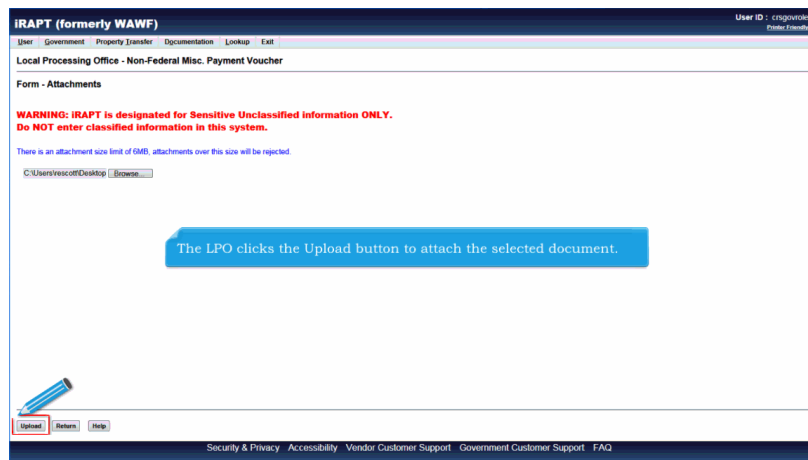 iRAPT (formerly WAWF)
User ID : crsgovrole
Printer Friendly
User Government Property Transfer Documentation Lookup Exit
Local Processing Office - Non-Federal Misc. Payment Voucher
Form - Attachments
WARNING: iRAPT is designated for Sensitive Unclassified information ONLY.
Do NOT enter classified information in this system.
There is an attachment size limit of 6MB, attachments over this size will be rejected.
C:\Users\rescott\Desktop Browse...
The LPO clicks the Upload button to attach the selected document.
Upload Return Help
Security & Privacy Accessibility Vendor Customer Support Government Customer Support FAQ